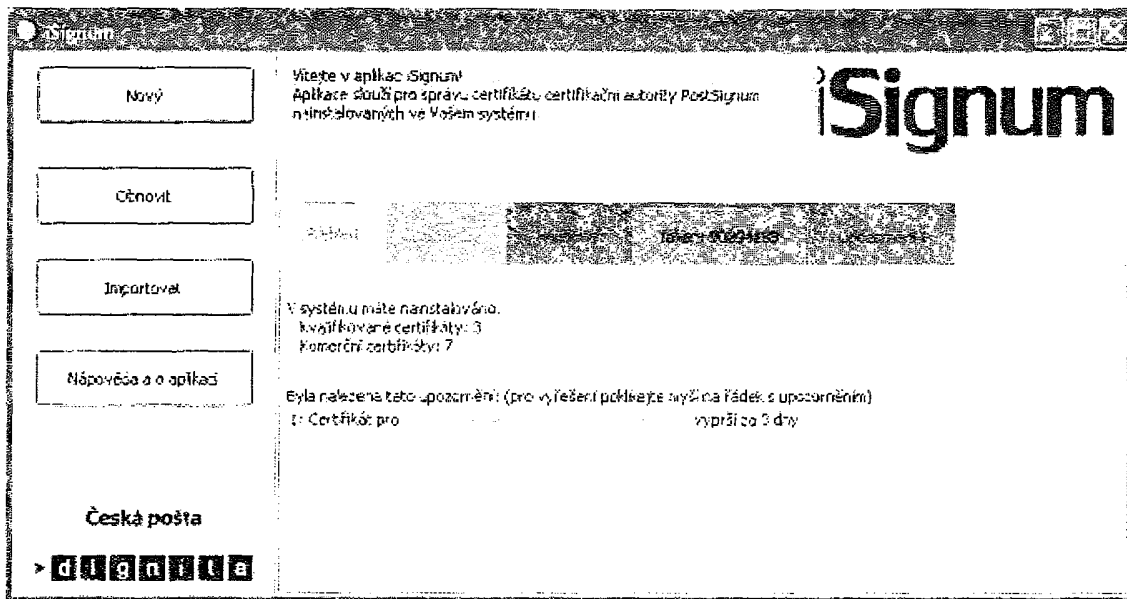 iSignum
Nový
Obnovit
Importovat
Nápověda a o aplikaci
Česká pošta
dignita
Vítejte v aplikaci iSignum!
Aplikace slouží pro správu certifikátů certifikační autority PostSignum
nainstalovaných ve Vašem systému.
iSignum
Přehled
V systému máte nainstalováno:
Kvalifikované certifikáty: 3
Komerční certifikáty: 7
Byla nalezena tato upozornění: (pro vyřešení poklikejte myší na řádek s upozorněním)
1: Certifikát pro vyprší za 3 dny